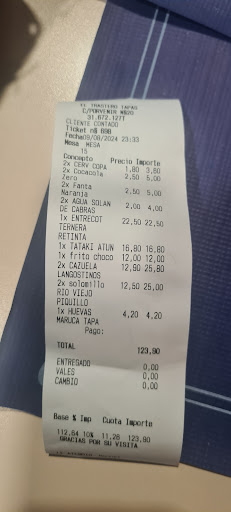 EL TRASTERO TAPAS
C/PORVENIR Nº20
31.672.127T
CLIENTE CONTADO
Ticket nº 898
Fecha09/08/2024 23:33
Mesa MESA
15
Concepto Precio Importe
2x CERV COPA 1,80 3,60
2x Cocacola 2,50 5,00
Zero
2x Fanta 2,50 5,00
Naranja
2x AGUA SOLAN 2,00 4,00
DE CABRAS
1x ENTRECOT 22,50 22,50
TERNERA
RETINTA
1x TATAKI ATUN 16,80 16,80
1x frito choco 12,00 12,00
2x CAZUELA 12,90 25,80
LANGOSTINOS
2x solomillo 12,50 25,00
RIO VIEJO
PIQUILLO
1x HUEVAS 4,20 4,20
MARUCA TAPA
Pago:
TOTAL 123,90
ENTREGADO 0,00
VALES 0,00
CAMBIO 0,00
Base % Imp Cuota Importe
112,64 10% 11,26 123,90
GRACIAS POR SU VISITA